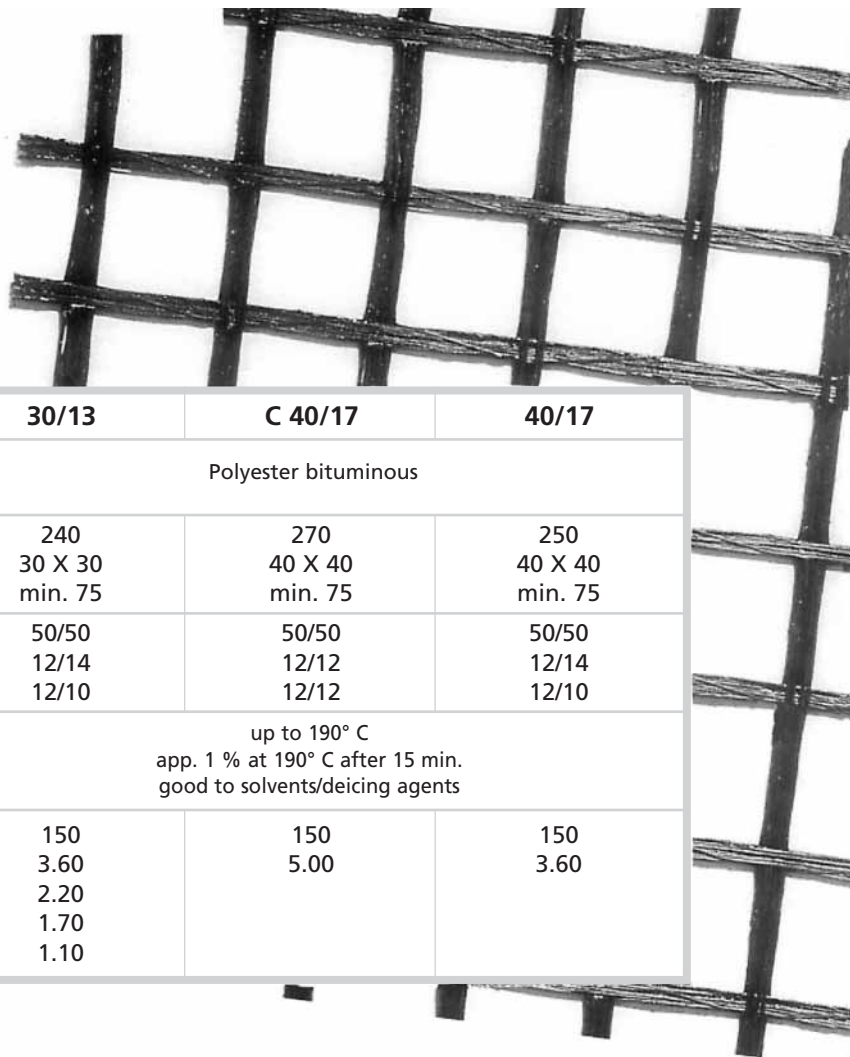 30/13 C 40/17 40/17
Polyester bituminous
240 270 250
30 X 30 40 X 40 40 X 40
min. 75 min. 75 min. 75
50/50 50/50 50/50
12/14 12/12 12/14
12/10 12/12 12/10
up to 190° C
app. 1 % at 190° C after 15 min.
good to solvents/deicing agents
150 150 150
3.60 5.00 3.60
2.20
1.70
1.10